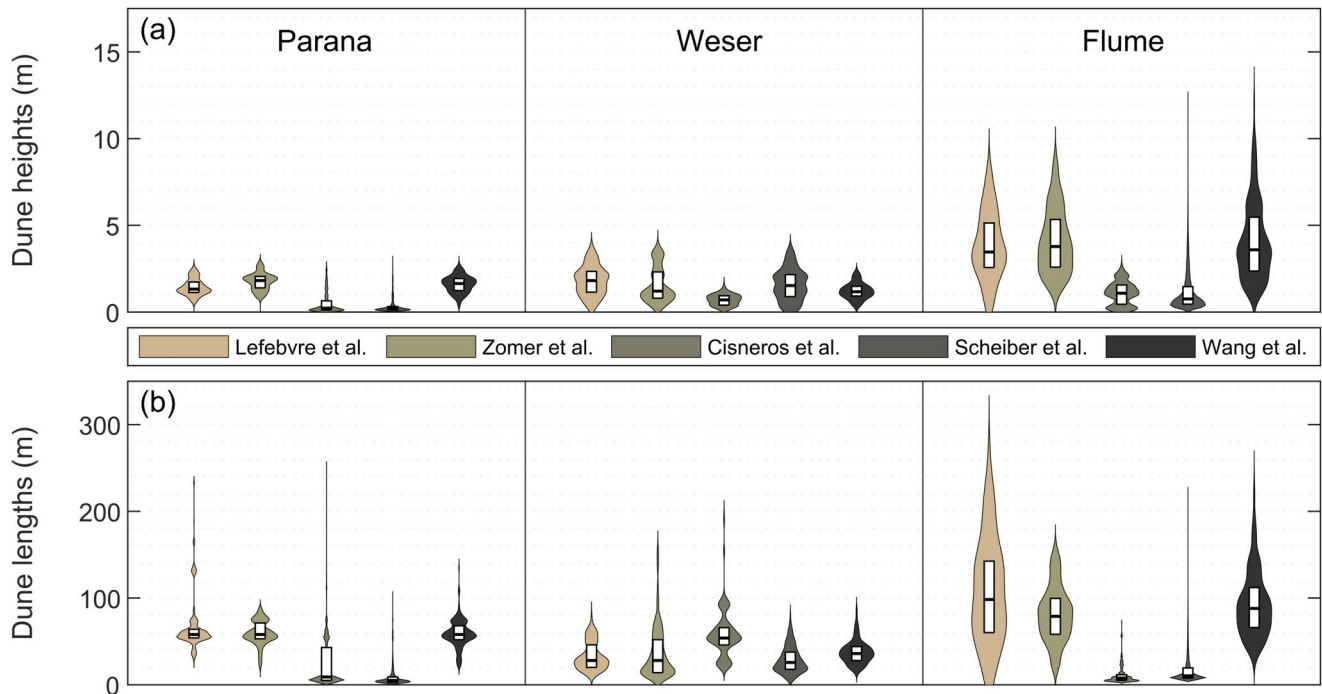 (a)
Parana
Weser
Flume
Dune heights (m)
15
10
5
0
Lefebvre et al.
Zomer et al.
Cisneros et al.
Scheiber et al.
Wang et al.
(b)
Dune lengths (m)
300
200
100
0